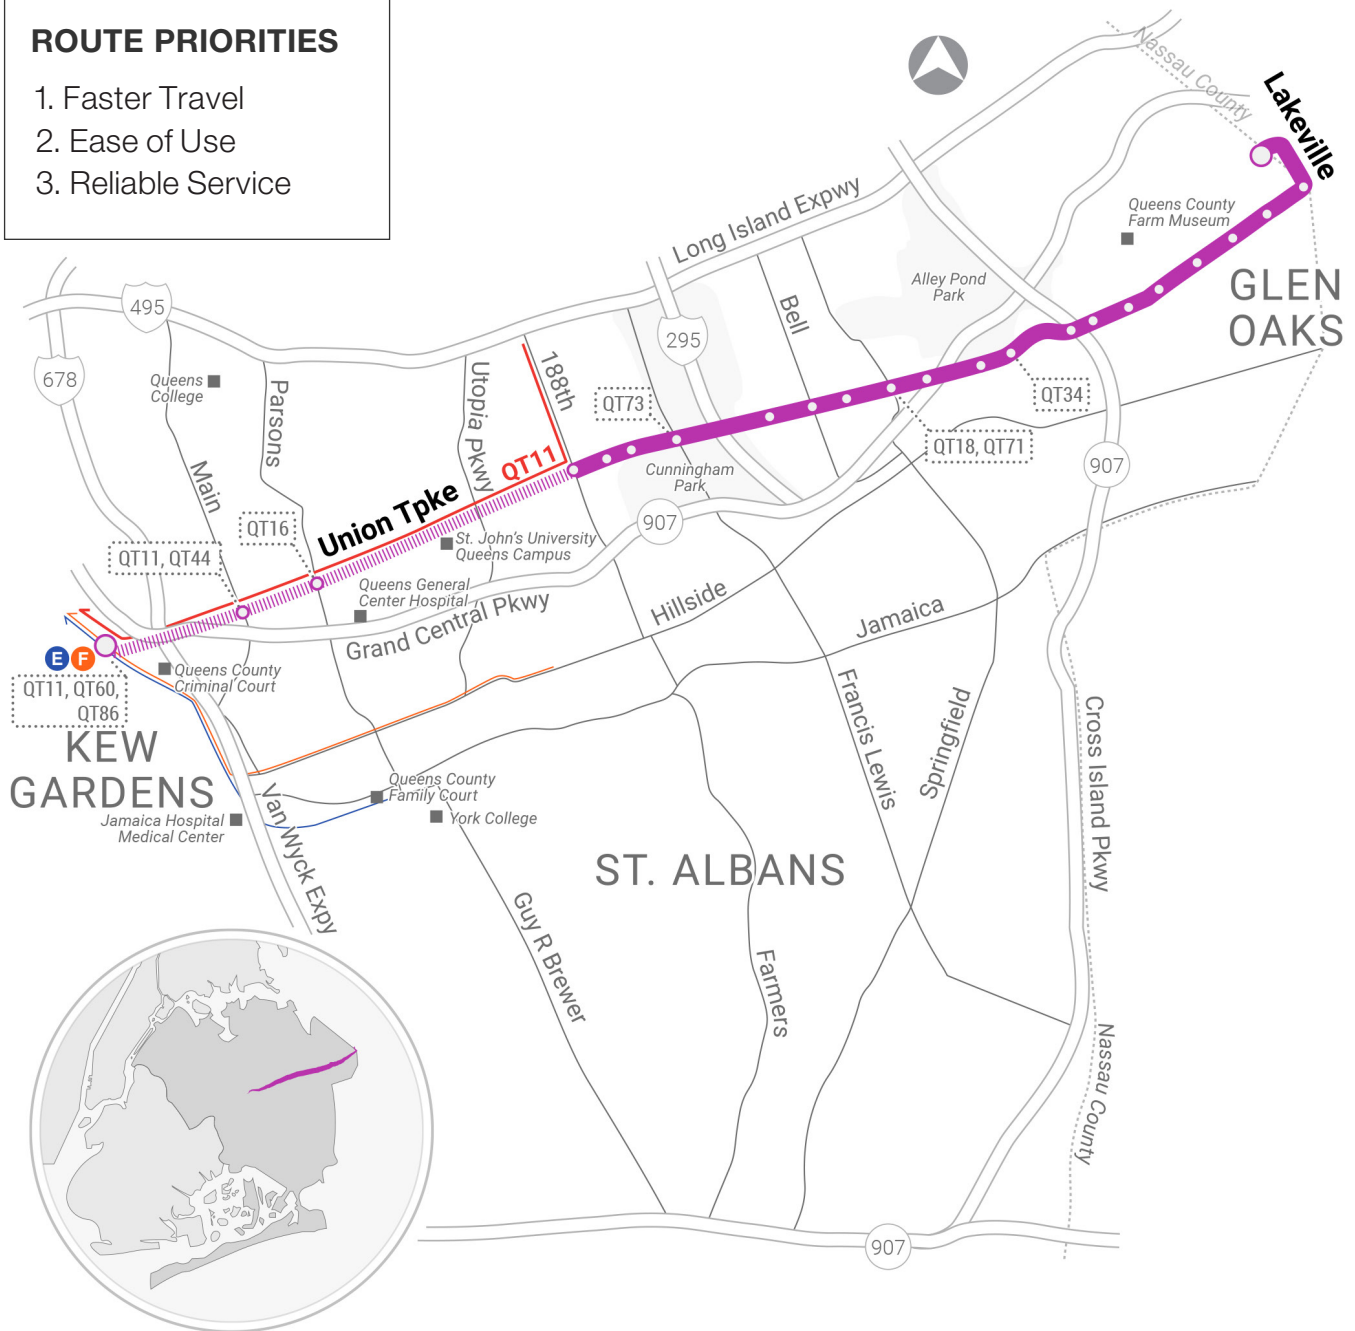 ROUTE PRIORITIES
1. Faster Travel
2. Ease of Use
3. Reliable Service
Nassau County
Lakeville
Queens County
Farm Museum
Long Island Expwy
Alley Pond
Park
GLEN
OAKS
495
678
295
Bell
Queens
College
Parsons
Utopia Pkwy
188th
QT73
QT34
QT18, QT71
907
Main
QT11
Cunningham
Park
Union Tpke
QT16
907
St. John's University
Queens Campus
QT11, QT44
Queens General
Center Hospital
Grand Central Pkwy
Hillside
Jamaica
E F
Queens County
Criminal Court
QT11, QT60,
QT86
KEW
GARDENS
Francis Lewis
Springfield
Cross Island Pkwy
Queens County
Family Court
York College
Jamaica Hospital
Medical Center
Van Wyck Expy
ST. ALBANS
Guy R Brewer
Farmers
Nassau County
907